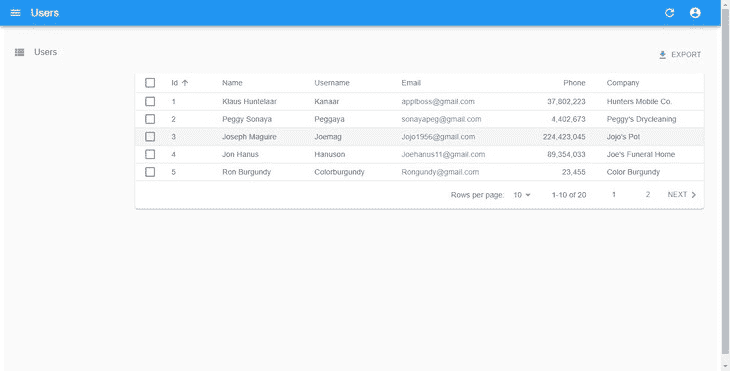 Users
Users
EXPORT
Id Name Username Email Phone Company
1 Klaus Huntelaar Kanaar applboss@gmail.com 37,802,223 Hunters Mobile Co.
2 Peggy Sonaya Peggaya sonayapeg@gmail.com 4,402,673 Peggy's Drycleaning
3 Joseph Maguire Joemag Jojo1956@gmail.com 224,423,045 Jojo's Pot
4 Jon Hanus Hanuson Joehanus11@gmail.com 89,354,033 Joe's Funeral Home
5 Ron Burgundy Colorburgundy Rongundy@gmail.com 23,455 Color Burgundy
Rows per page: 10 1-10 of 20 1 2 NEXT